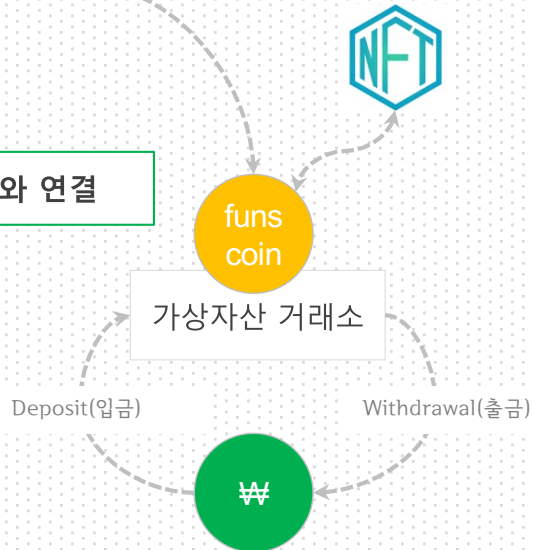 NFT
와 연결
funs
coin
가상자산 거래소
Deposit(입금)
Withdrawal(출금)
₩